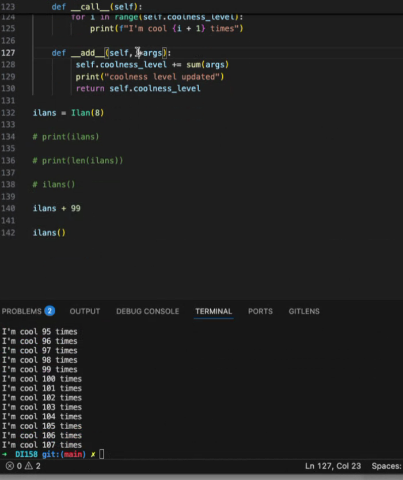 123 def __call__(self):
124 for i in range(self.coolness_level):
125 print(f"I'm cool {i + 1} times")
127 def __add__(self, *args):
128 self.coolness_level += sum(args)
129 print("coolness level updated")
130 return self.coolness_level
131
132 ilans = Ilan(8)
133
134 # print(ilans)
135
136 # print(len(ilans))
137
138 # ilans()
139
140 ilans + 99
141
142 ilans()
PROBLEMS 2 OUTPUT DEBUG CONSOLE TERMINAL PORTS GITLENS
I'm cool 95 times
I'm cool 96 times
I'm cool 97 times
I'm cool 98 times
I'm cool 99 times
I'm cool 100 times
I'm cool 101 times
I'm cool 102 times
I'm cool 103 times
I'm cool 104 times
I'm cool 105 times
I'm cool 106 times
I'm cool 107 times
→ DI158 git:(main) ✗
0 2 Ln 127, Col 23 Spaces: